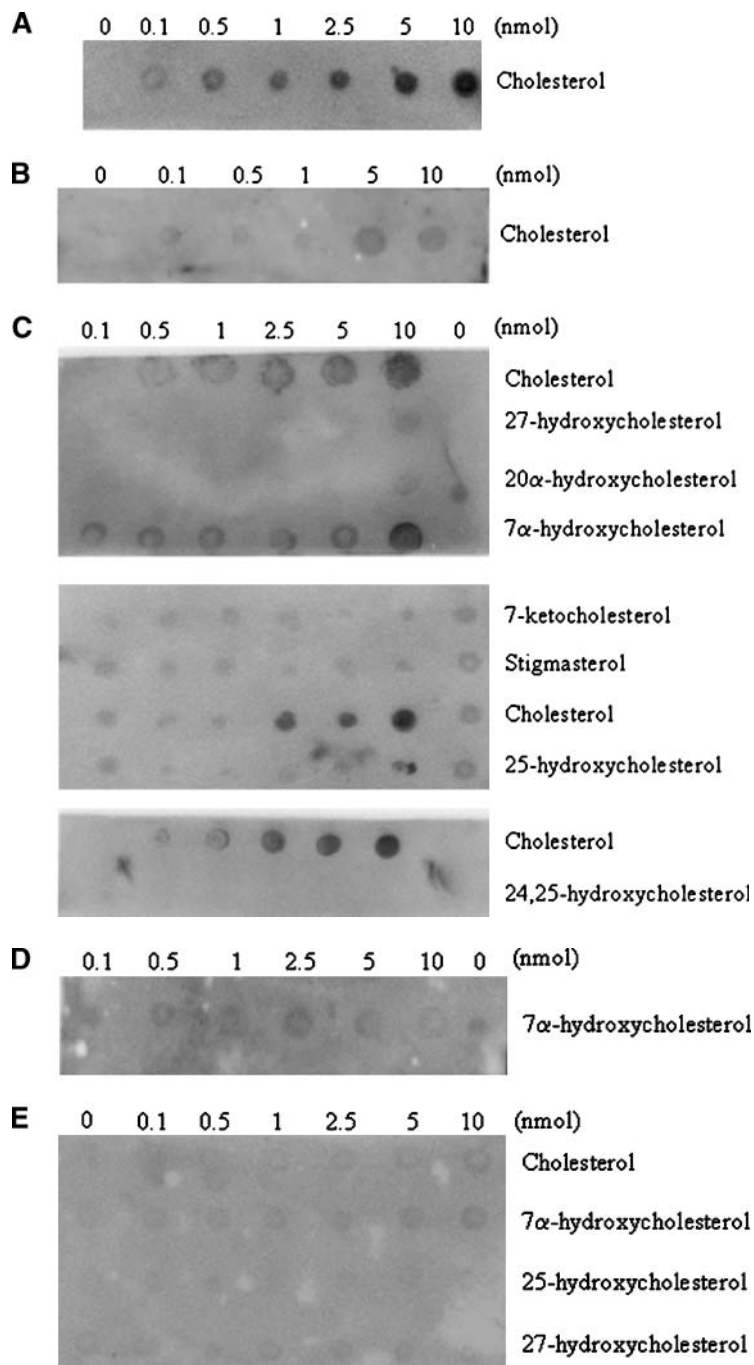 A
0 0.1 0.5 1 2.5 5 10 (nmol)
Cholesterol
B
0 0.1 0.5 1 5 10 (nmol)
Cholesterol
C
0.1 0.5 1 2.5 5 10 0 (nmol)
Cholesterol
27-hydroxycholesterol
20α-hydroxycholesterol
7α-hydroxycholesterol
7-ketocholesterol
Stigmasterol
Cholesterol
25-hydroxycholesterol
Cholesterol
24,25-hydroxycholesterol
D
0.1 0.5 1 2.5 5 10 0 (nmol)
7α-hydroxycholesterol
E
0 0.1 0.5 1 2.5 5 10 (nmol)
Cholesterol
7α-hydroxycholesterol
25-hydroxycholesterol
27-hydroxycholesterol